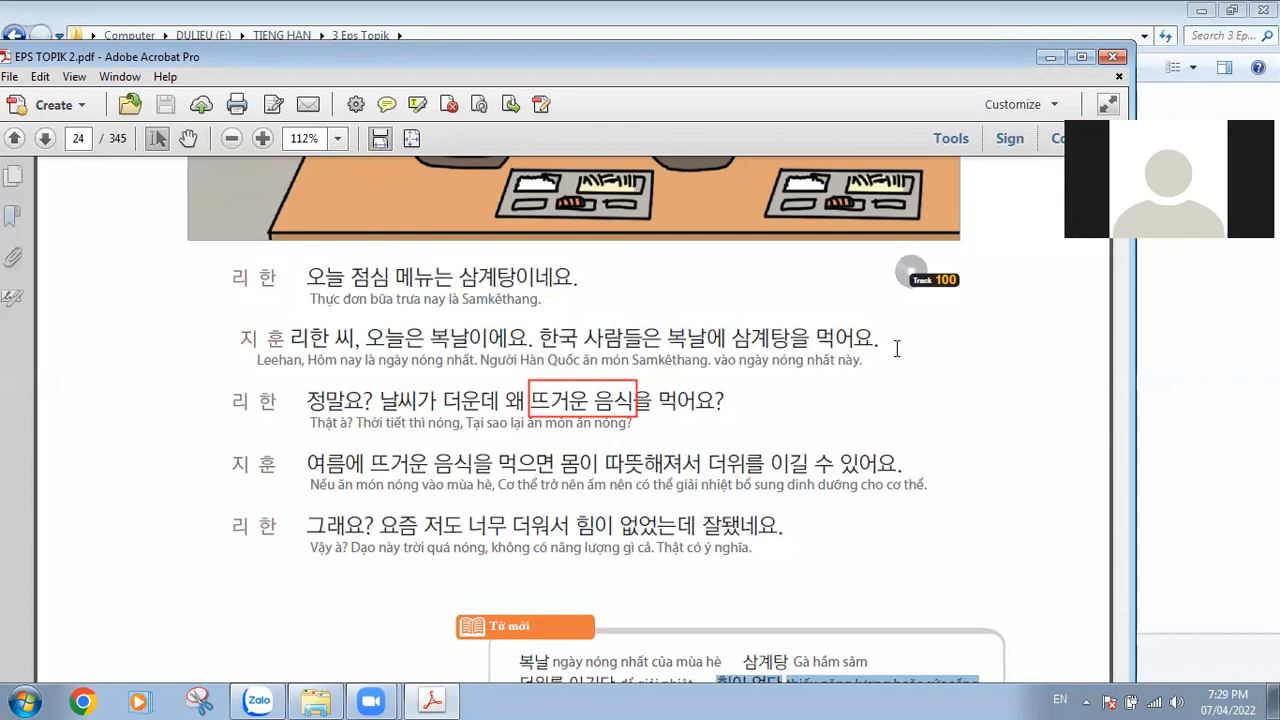 Computer DULIEU (E:) TIENG HAN 3 Eps Topik Search 3 Ep...
EPS TOPIK 2.pdf - Adobe Acrobat Pro
File Edit View Window Help
Create Customize
24 / 345 112% Tools Sign
리 한 오늘 점심 메뉴는 삼계탕이네요.
Track 100
Thực đơn bữa trưa nay là Samkêthang.
지 훈 리한 씨, 오늘은 복날이에요. 한국 사람들은 복날에 삼계탕을 먹어요.
Leehan, Hôm nay là ngày nóng nhất. Người Hàn Quốc ăn món Samkêthang. vào ngày nóng nhất này.
리 한 정말요? 날씨가 더운데 왜 뜨거운 음식을 먹어요?
Thật à? Thời tiết thì nóng, Tại sao lại ăn món ăn nóng?
지 훈 여름에 뜨거운 음식을 먹으면 몸이 따뜻해져서 더위를 이길 수 있어요.
Nếu ăn món nóng vào mùa hè, Cơ thể trở nên ấm nên có thể giải nhiệt bổ sung dinh dưỡng cho cơ thể.
리 한 그래요? 요즘 저도 너무 더워서 힘이 없었는데 잘됐네요.
Vậy à? Dạo này trời quá nóng, không có năng lượng gì cả. Thật có ý nghĩa.
Từ mới
복날 ngày nóng nhất của mùa hè 삼계탕 Gà hầm sâm
Zalo
EN
7:29 PM
07/04/2022